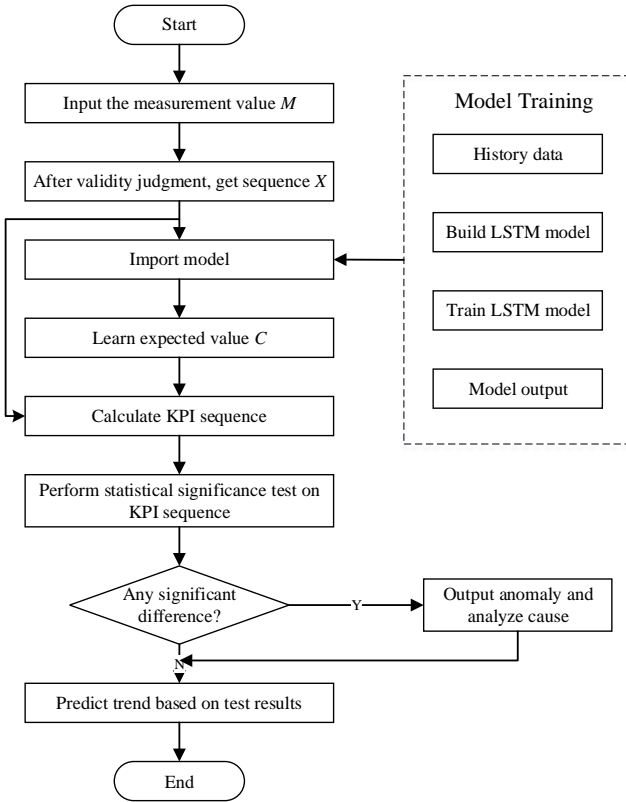 Start
Input the measurement value M
After validity judgment, get sequence X
Import model
Learn expected value C
Calculate KPI sequence
Perform statistical significance test on
KPI sequence
Any significant
difference?
Y
Output anomaly and
analyze cause
N
Predict trend based on test results
End
Model Training
History data
Build LSTM model
Train LSTM model
Model output